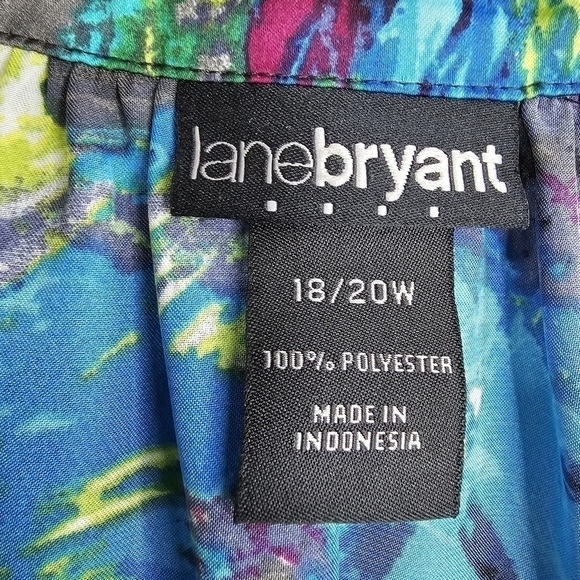 lanebryant
18/20W
100% POLYESTER
MADE IN
INDONESIA